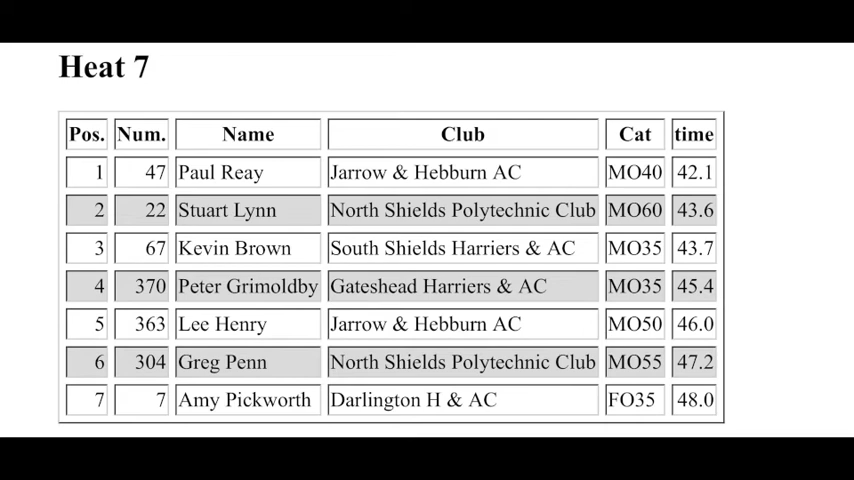 Heat 7
Pos. Num. Name Club Cat time
1 47 Paul Reay Jarrow & Hebburn AC MO40 42.1
2 22 Stuart Lynn North Shields Polytechnic Club MO60 43.6
3 67 Kevin Brown South Shields Harriers & AC MO35 43.7
4 370 Peter Grimoldby Gateshead Harriers & AC MO35 45.4
5 363 Lee Henry Jarrow & Hebburn AC MO50 46.0
6 304 Greg Penn North Shields Polytechnic Club MO55 47.2
7 7 Amy Pickworth Darlington H & AC FO35 48.0